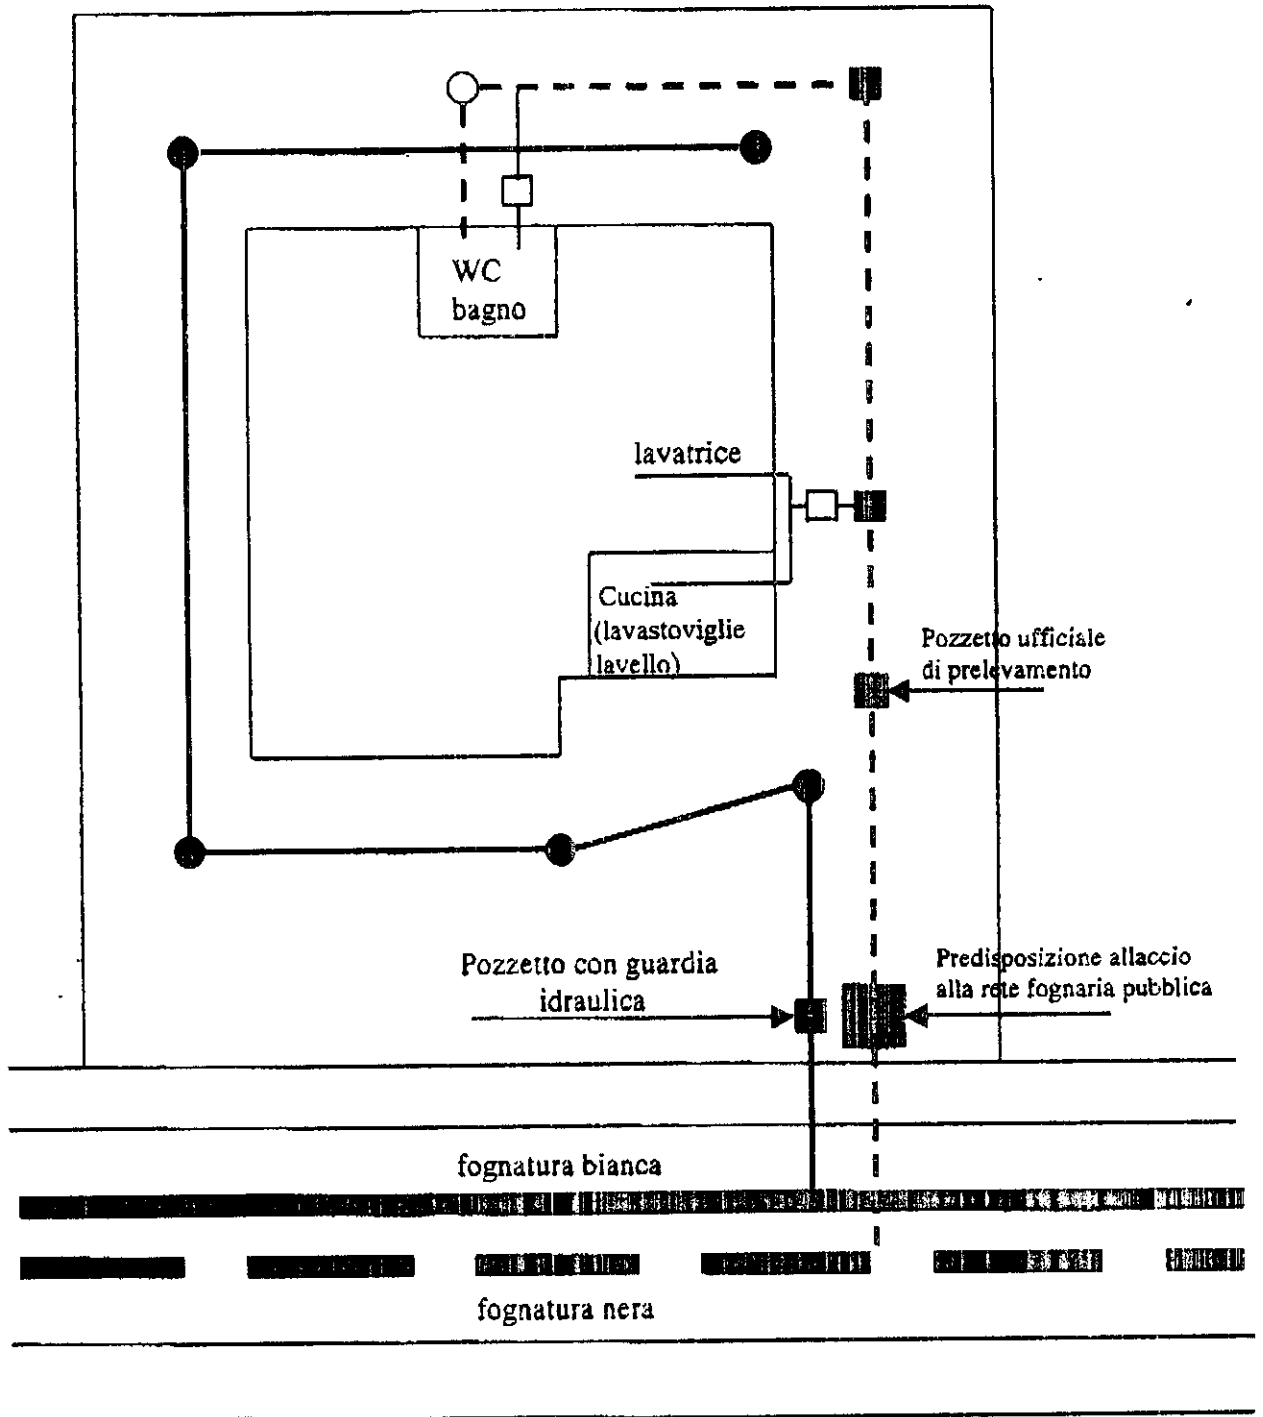 WC
bagno
lavatrice
Cucina
(lavastoviglie
lavello)
Pozzetto ufficiale
di prelevamento
Pozzetto con guardia
idraulica
Predisposizione allaccio
alla rete fognaria pubblica
fognatura bianca
fognatura nera